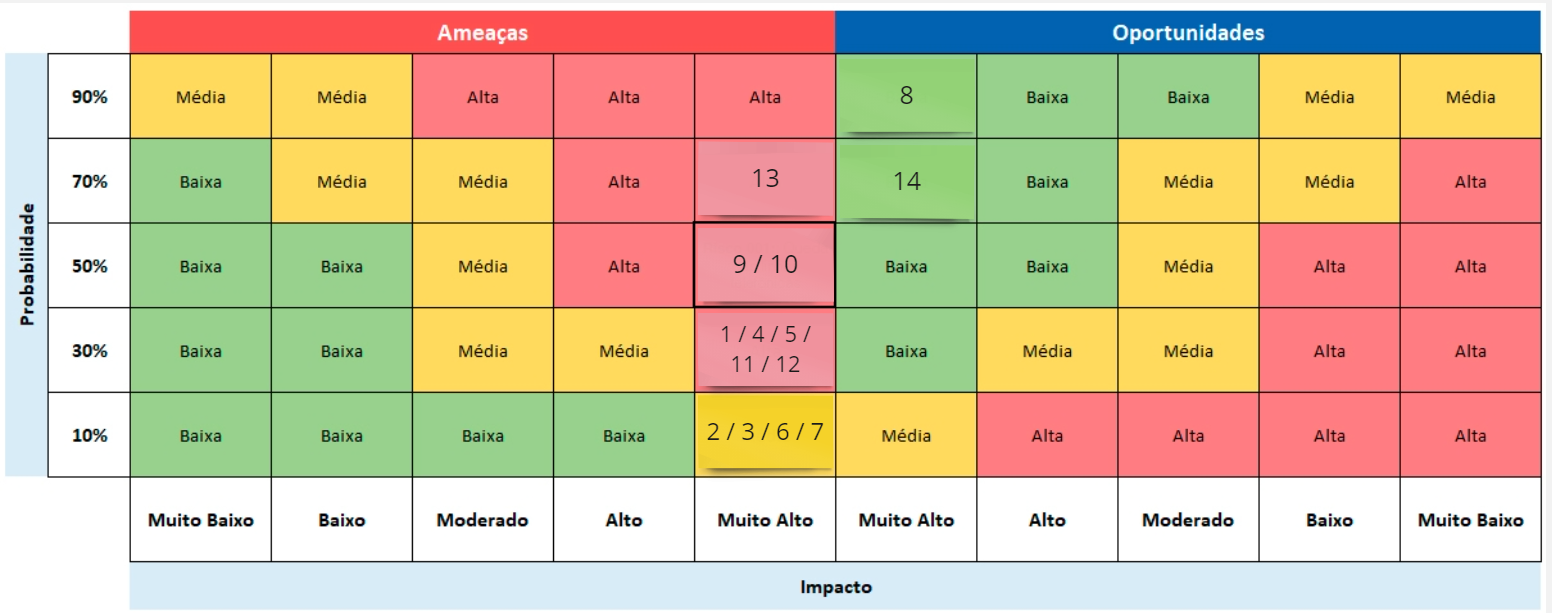 Ameaças Oportunidades
90% Média Média Alta Alta Alta 8 Baixa Baixa Média Média
70% Baixa Média Média Alta 13 14 Baixa Média Média Alta
Probabilidade
50% Baixa Baixa Média Alta 9 / 10 Baixa Baixa Média Alta Alta
30% Baixa Baixa Média Média 1 / 4 / 5 / 11 / 12 Baixa Média Média Alta Alta
10% Baixa Baixa Baixa Baixa 2 / 3 / 6 / 7 Média Alta Alta Alta Alta
Muito Baixo Baixo Moderado Alto Muito Alto Muito Alto Alto Moderado Baixo Muito Baixo
Impacto